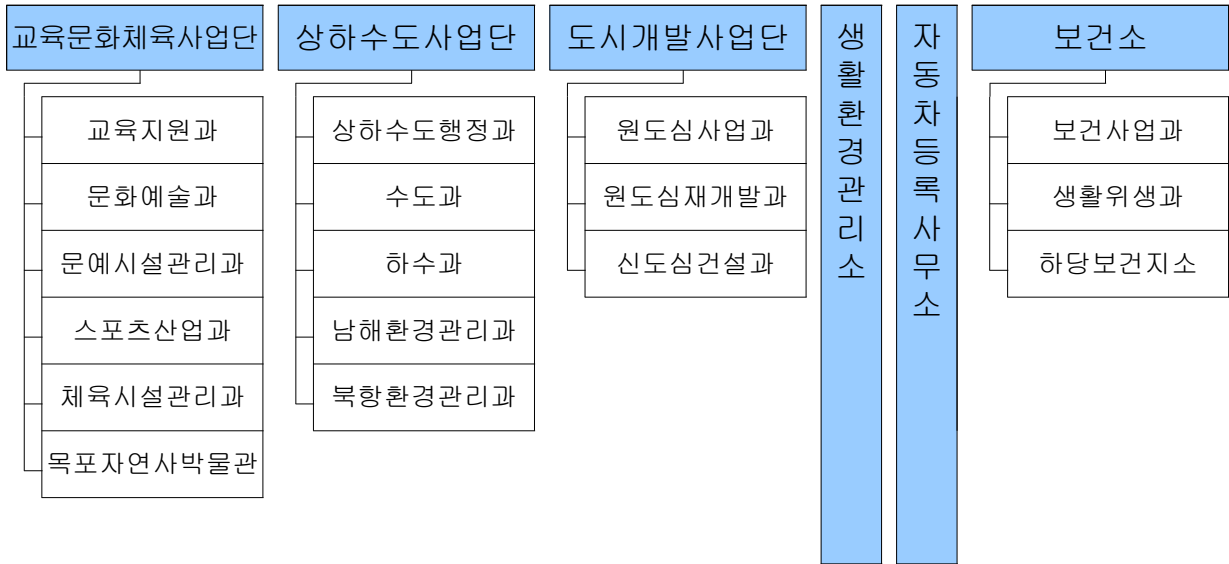 교육문화체육사업단
교육지원과
문화예술과
문예시설관리과
스포츠산업과
체육시설관리과
목포자연사박물관
상하수도사업단
상하수도행정과
수도과
하수과
남해환경관리과
북항환경관리과
도시개발사업단
원도심사업과
원도심재개발과
신도심건설과
생활환경관리소
자동차등록사무소
보건소
보건사업과
생활위생과
하당보건지소